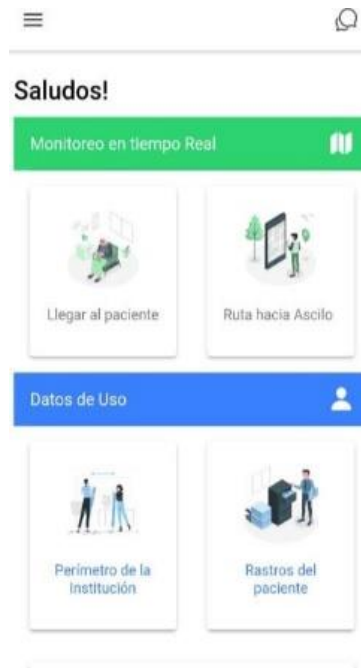 Saludos!
Monitoreo en tiempo Real
Llegar al paciente
Ruta hacia Ascilo
Datos de Uso
Perímetro de la
Institución
Rastros del
paciente